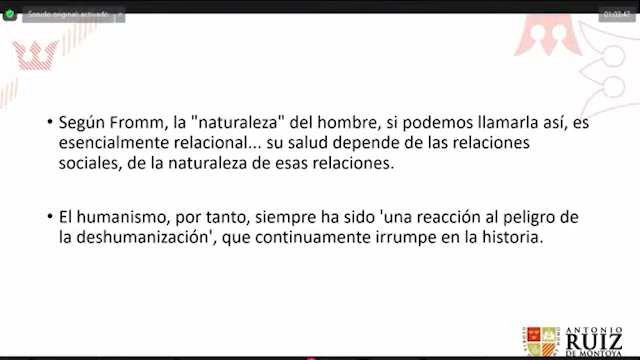 Sonido original: activado
01:03:47
• Según Fromm, la "naturaleza" del hombre, si podemos llamarla así, es
esencialmente relacional... su salud depende de las relaciones
sociales, de la naturaleza de esas relaciones.
• El humanismo, por tanto, siempre ha sido 'una reacción al peligro de
la deshumanización', que continuamente irrumpe en la historia.
ANTONIO
RUIZ
DE MONTOYA